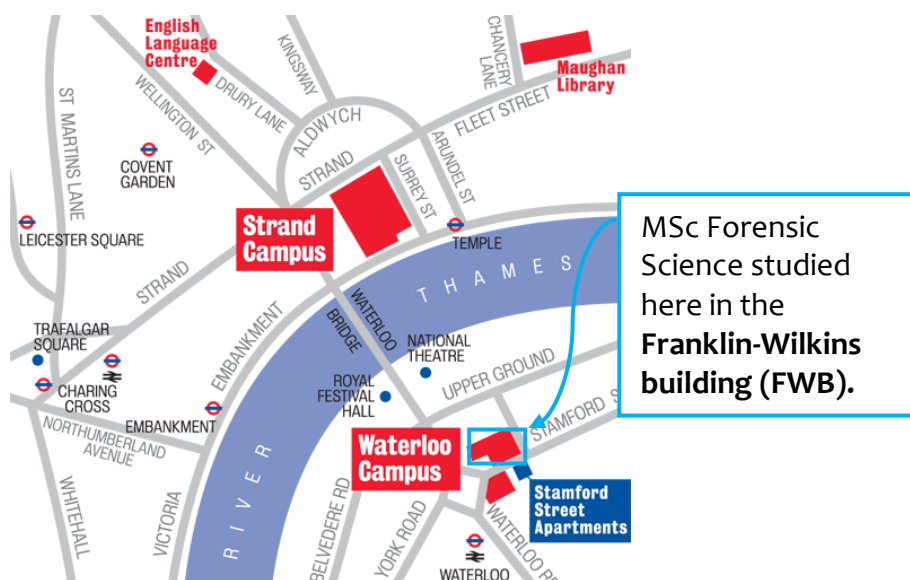 English
Language
Centre
DRURY LANE
KINGSWAY
CHANCERY
LANE
Maughan
Library
WELLINGTON ST
ALDWYCH
FLEET STREET
ST MARTINS LANE
COVENT
GARDEN
STRAND
SURREY ST
ARUNDEL ST
Strand
Campus
LEICESTER SQUARE
TEMPLE
MSc Forensic
Science studied
here in the
Franklin-Wilkins
building (FWB).
STRAND
THAMES
WATERLOO
BRIDGE
EMBANKMENT
TRAFALGAR
SQUARE
NATIONAL
THEATRE
UPPER GROUND
CHARING
CROSS
ROYAL
FESTIVAL
HALL
EMBANKMENT
STAMFORD S
NORTHUMBERLAND
AVENUE
Waterloo
Campus
WHITEHALL
VICTORIA
RIVER
BELVEDERE RD
YORK ROAD
WATERLOO RD
Stamford
Street
Apartments
WATERLOO